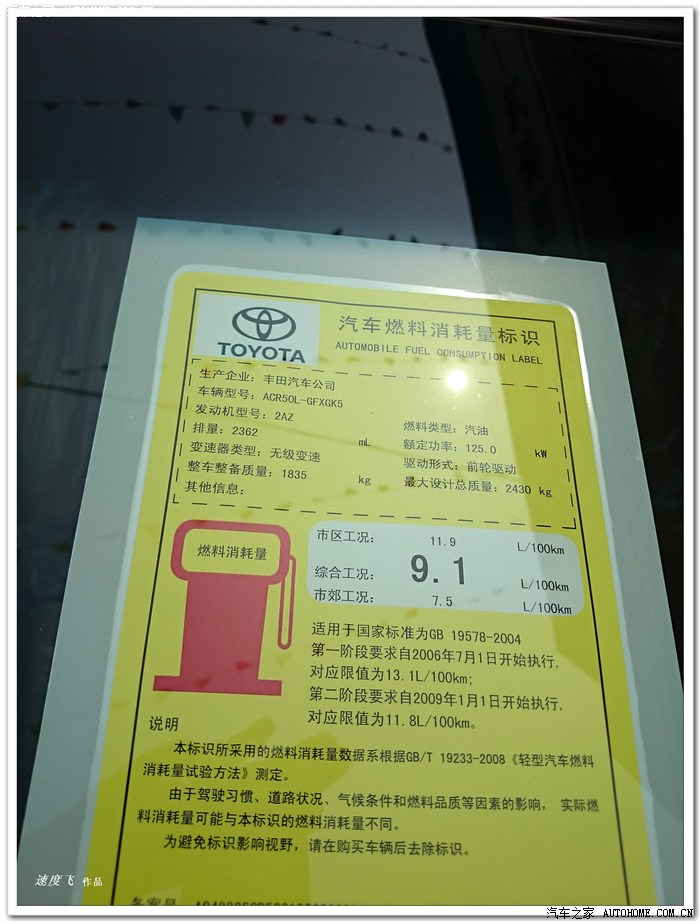 TOYOTA
汽车燃料消耗量标识
AUTOMOBILE FUEL CONSUMPTION LABEL
生产企业: 丰田汽车公司
车辆型号: ACR50L-GFXGK5
发动机型号: 2AZ
燃料类型: 汽油
排量: 2362 mL
额定功率: 125.0 kW
变速器类型: 无级变速
驱动形式: 前轮驱动
整车整备质量: 1835 kg
最大设计总质量: 2430 kg
其他信息:
燃料消耗量
市区工况: 11.9 L/100km
综合工况: 9.1 L/100km
市郊工况: 7.5 L/100km
适用于国家标准为GB 19578-2004
第一阶段要求自2006年7月1日开始执行,
对应限值为13.1L/100km;
第二阶段要求自2009年1月1日开始执行,
对应限值为11.8L/100km。
说明
本标识所采用的燃料消耗量数据系根据GB/T 19233-2008《轻型汽车燃料
消耗量试验方法》测定。
由于驾驶习惯、道路状况、气候条件和燃料品质等因素的影响, 实际燃
料消耗量可能与本标识的燃料消耗量不同。
为避免标识影响视野, 请在购买车辆后去除标识。
速度飞 作品
汽车之家 AUTOHOME.COM.CN